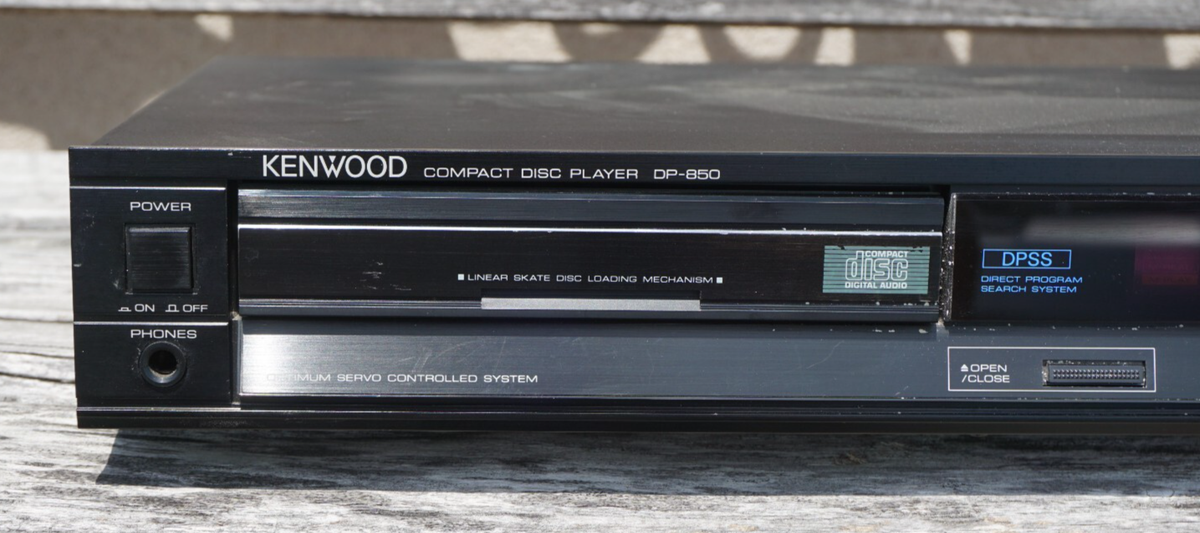 KENWOOD COMPACT DISC PLAYER DP-850
POWER
ON OFF
PHONES
■ LINEAR SKATE DISC LOADING MECHANISM ■
COMPACT
disc
DIGITAL AUDIO
DPSS
DIRECT PROGRAM
SEARCH SYSTEM
OPTIMUM SERVO CONTROLLED SYSTEM
▲OPEN
/CLOSE